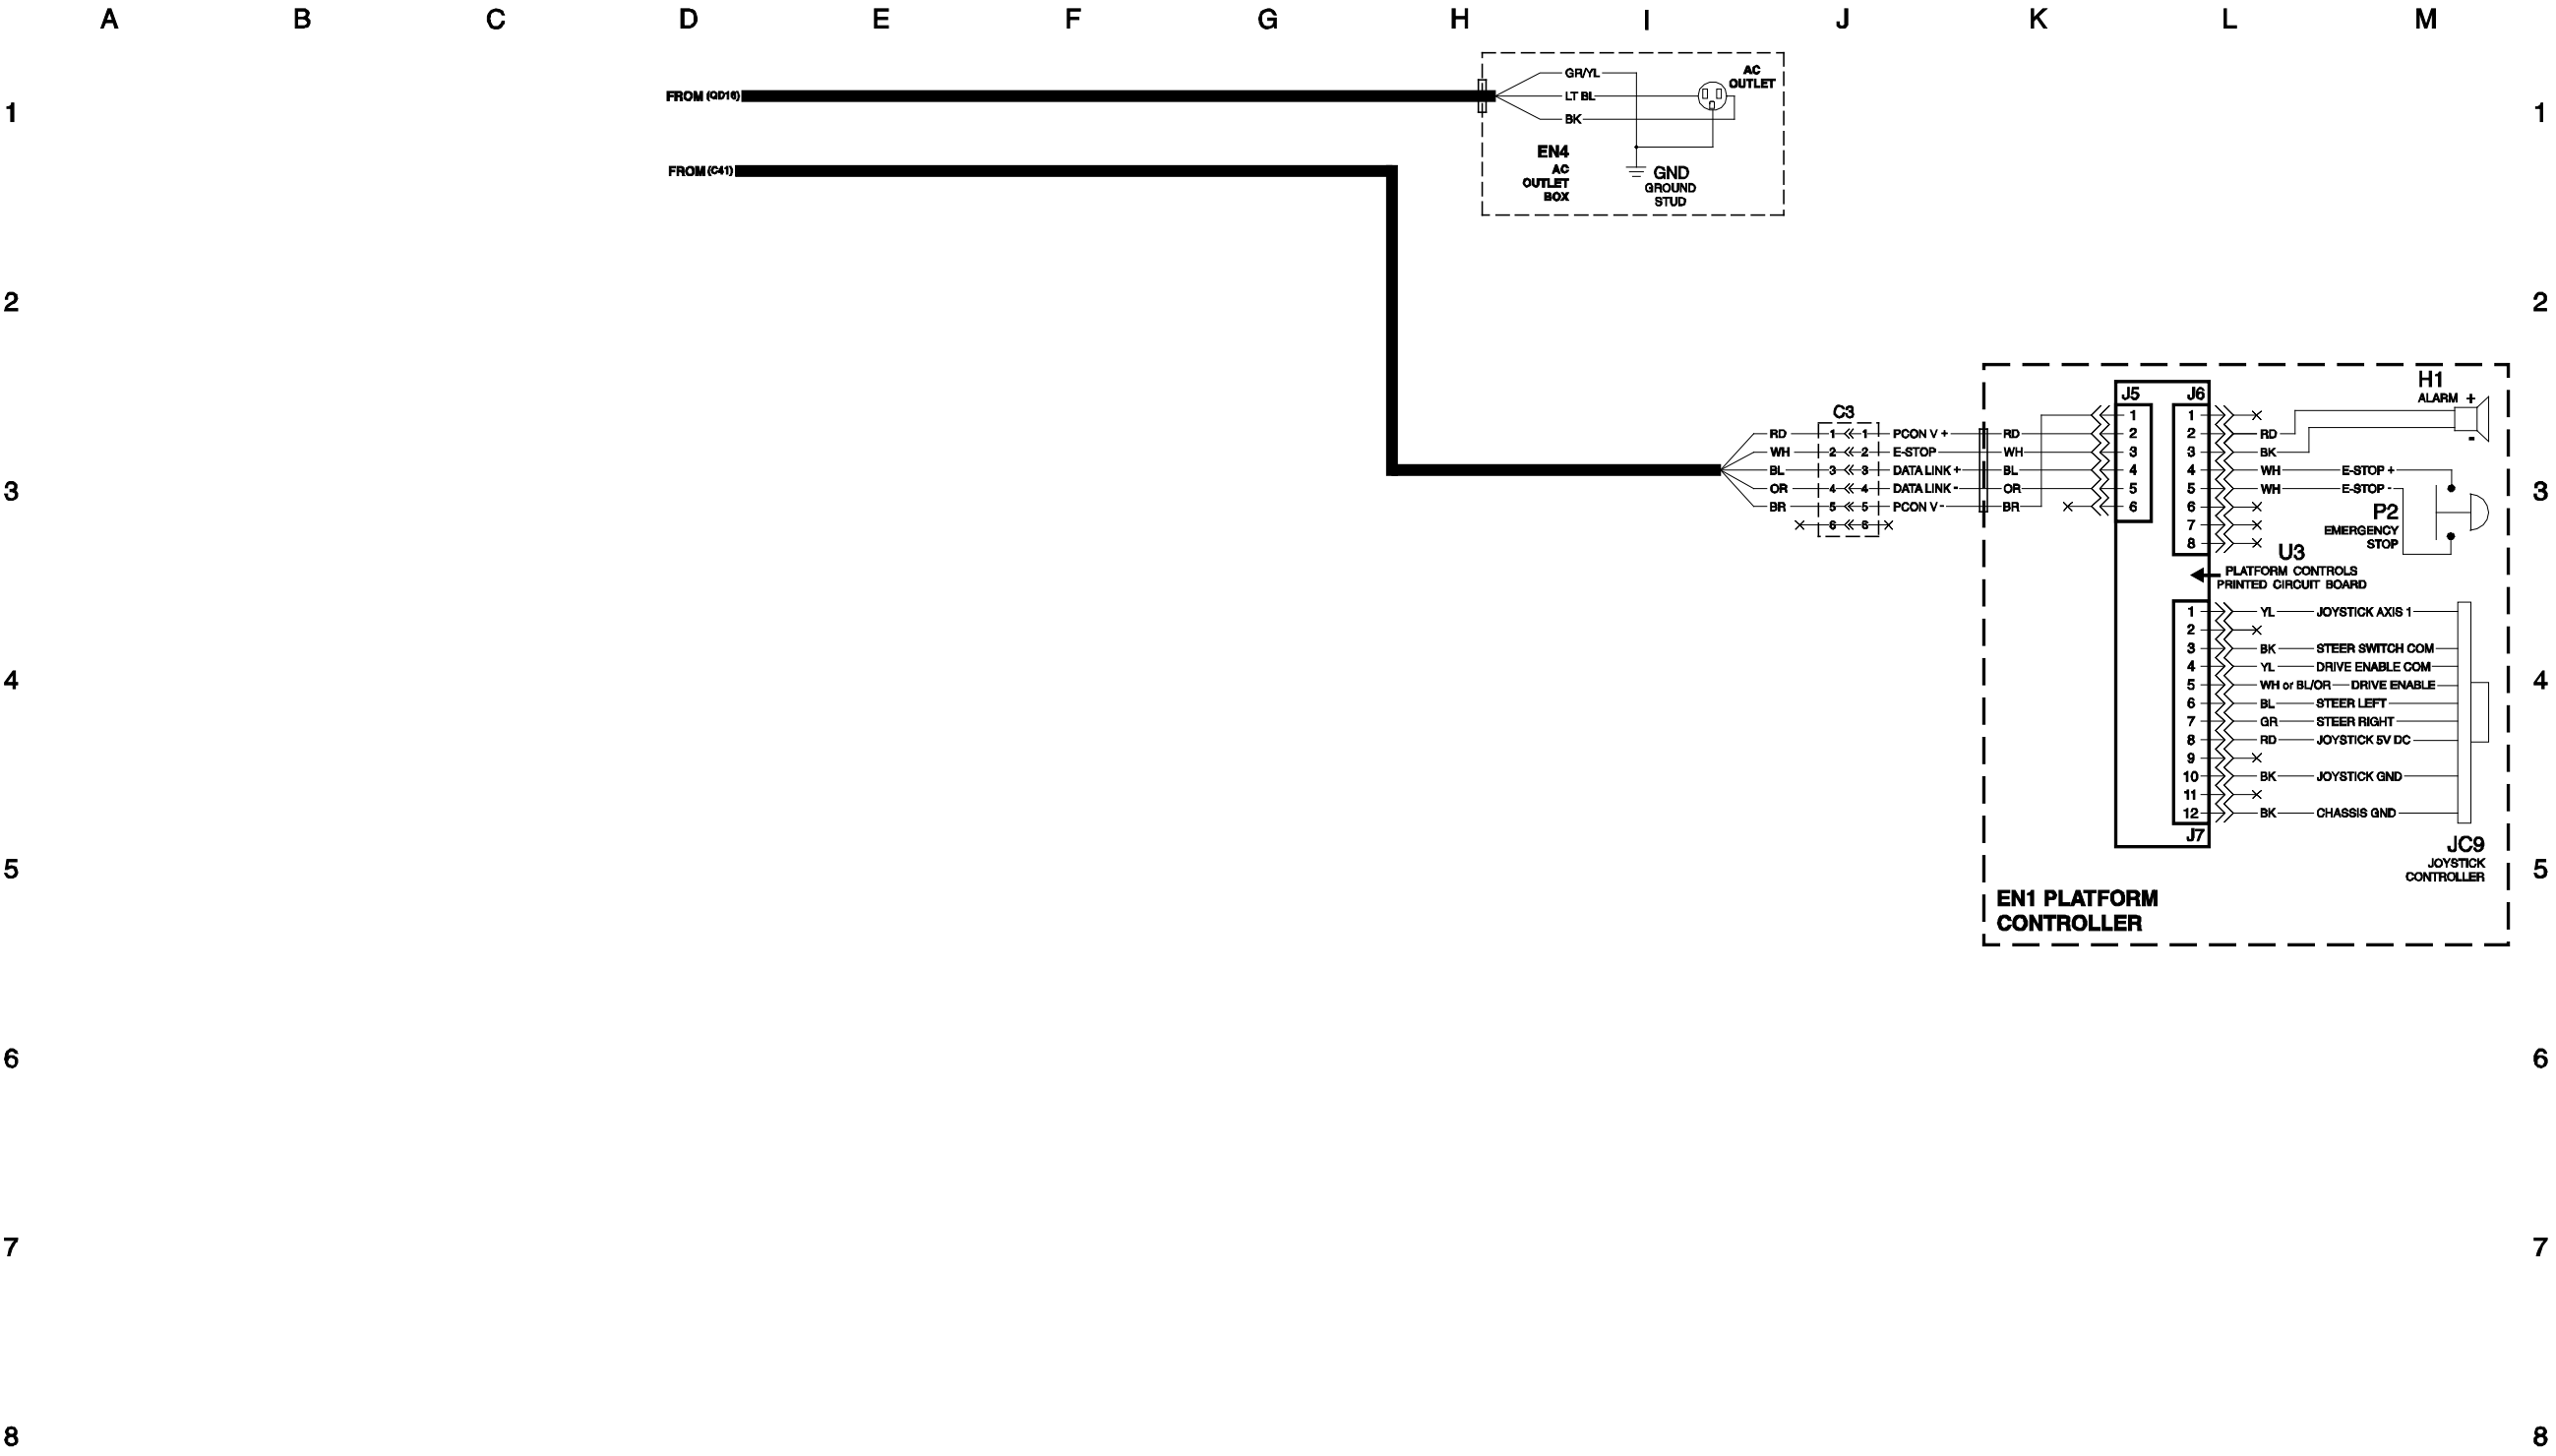 A B C D E F G H I J K L M
1
FROM (QD16)
GR/YL
LT BL
BK
AC
OUTLET
EN4
AC
OUTLET
BOX
GND
GROUND
STUD
1
FROM (C41)
2
2
3
C3
RD 1 1 PCON V + RD
WH 2 2 E-STOP WH
BL 3 3 DATA LINK + BL
OR 4 4 DATA LINK - OR
BR 5 5 PCON V - BR
6 6
J5
1
2
3
4
5
6
J6
1
2 RD
3 BK
4 WH E-STOP +
5 WH E-STOP -
6
7
8
H1
ALARM +
-
P2
EMERGENCY
STOP
3
U3
PLATFORM CONTROLS
PRINTED CIRCUIT BOARD
4
1 YL JOYSTICK AXIS 1
2
3 BK STEER SWITCH COM
4 YL DRIVE ENABLE COM
5 WH or BL/OR DRIVE ENABLE
6 BL STEER LEFT
7 GR STEER RIGHT
8 RD JOYSTICK 5V DC
9
10 BK JOYSTICK GND
11
12 BK CHASSIS GND
J7
4
JC9
JOYSTICK
CONTROLLER
5
5
EN1 PLATFORM
CONTROLLER
6
6
7
7
8
8